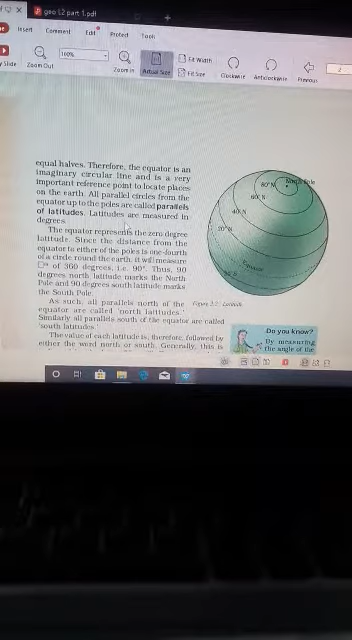 geo L2 part 1.pdf
Insert Comment Edit Protect Tools
Slide Zoom Out 100% Zoom In Actual Size Fit Width Fit Size Clockwise Anticlockwise Previous
equal halves. Therefore, the equator is an
imaginary circular line and is a very
important reference point to locate places
on the earth. All parallel circles from the
equator up to the poles are called parallels
of latitudes. Latitudes are measured in
degrees.
The equator represents the zero degree
latitude. Since the distance from the
equator to either of the poles is one-fourth
of a circle round the earth, it will measure
of 360 degrees, i.e. 90°. Thus, 90
degrees north latitude marks the North
Pole and 90 degrees south latitude marks
the South Pole.
As such, all parallels north of the
equator are called 'north latitudes.'
Similarly all parallels south of the equator are called
'south latitudes.'
The value of each latitude is, therefore, followed by
either the word north or south. Generally, this is
North Pole
80°N
60°N
40°N
20°N
Equator
Figure 2.2 : Latitudes
Do you know?
By measuring
the angle of the